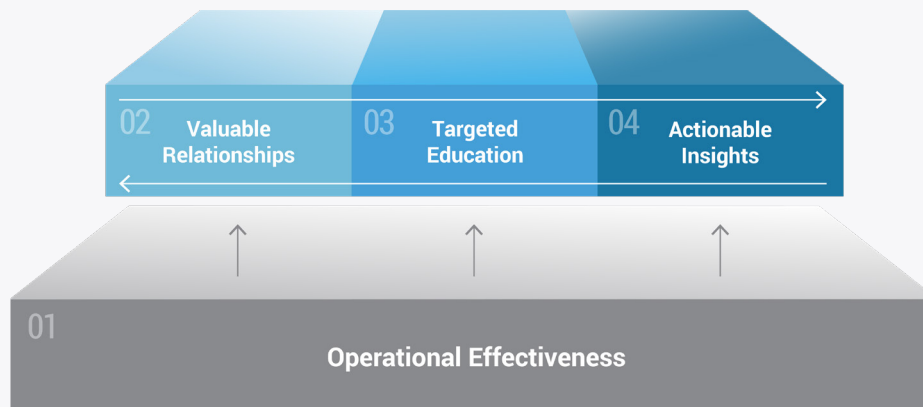 02
Valuable
Relationships
03
Targeted
Education
04
Actionable
Insights
01
Operational Effectiveness